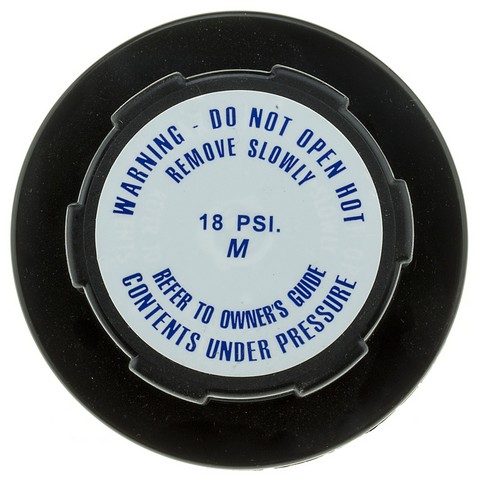 WARNING - DO NOT OPEN HOT
REMOVE SLOWLY
18 PSI.
M
REFER TO OWNER'S GUIDE
CONTENTS UNDER PRESSURE